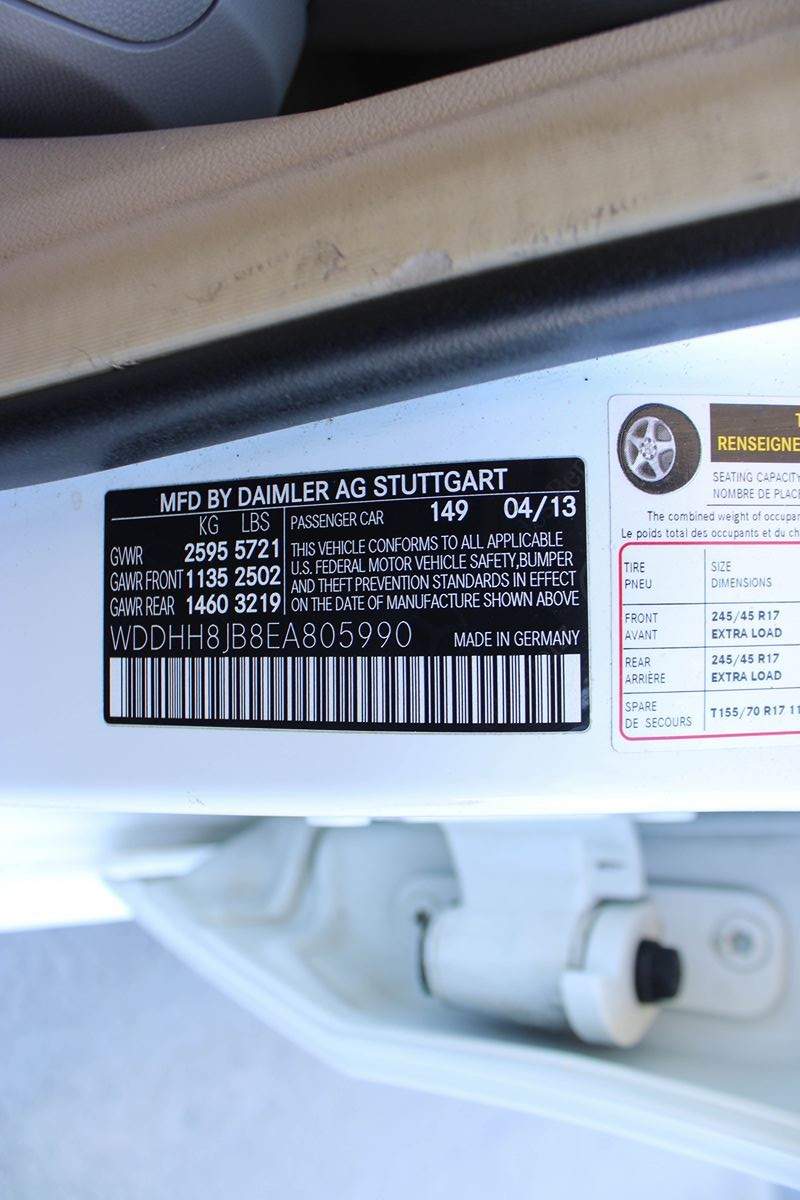 MFD BY DAIMLER AG STUTTGART
KG LBS
GVWR 2595 5721
GAWR FRONT 1135 2502
GAWR REAR 1460 3219
PASSENGER CAR 149 04/13
THIS VEHICLE CONFORMS TO ALL APPLICABLE
U.S. FEDERAL MOTOR VEHICLE SAFETY,BUMPER
AND THEFT PREVENTION STANDARDS IN EFFECT
ON THE DATE OF MANUFACTURE SHOWN ABOVE
WDDHH8JB8EA805990 MADE IN GERMANY
RENSEIGNE
SEATING CAPACITY
NOMBRE DE PLACE
The combined weight of occupan
Le poids total des occupants et du ch
TIRE SIZE
PNEU DIMENSIONS
FRONT 245/45 R17
AVANT EXTRA LOAD
REAR 245/45 R17
ARRIÈRE EXTRA LOAD
SPARE
DE SECOURS T155/70 R17 11